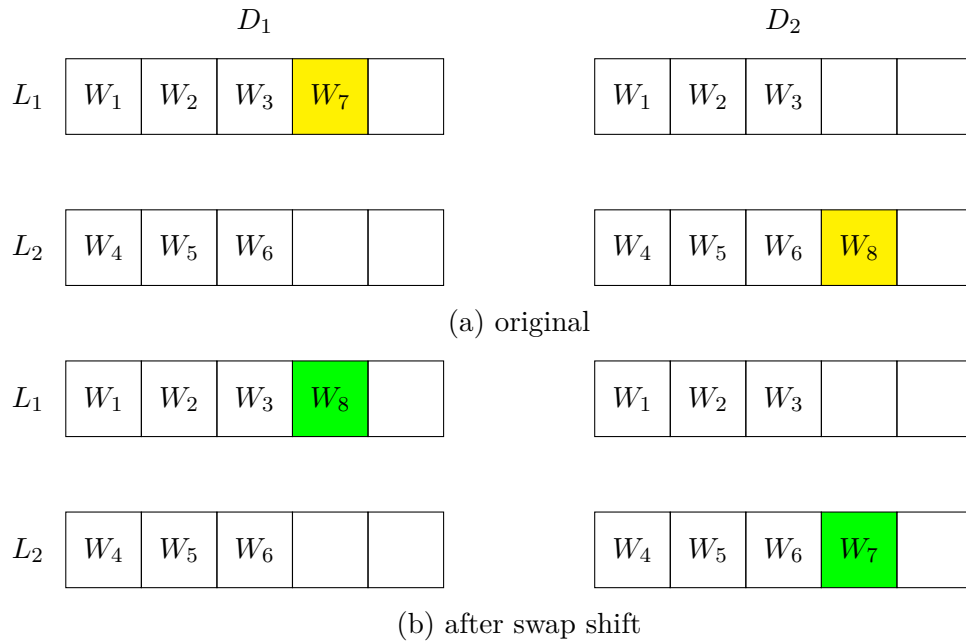 D₁ D₂
L₁ W₁ W₂ W₃ W₇ W₁ W₂ W₃
L₂ W₄ W₅ W₆ W₄ W₅ W₆ W₈
(a) original
L₁ W₁ W₂ W₃ W₈ W₁ W₂ W₃
L₂ W₄ W₅ W₆ W₄ W₅ W₆ W₇
(b) after swap shift